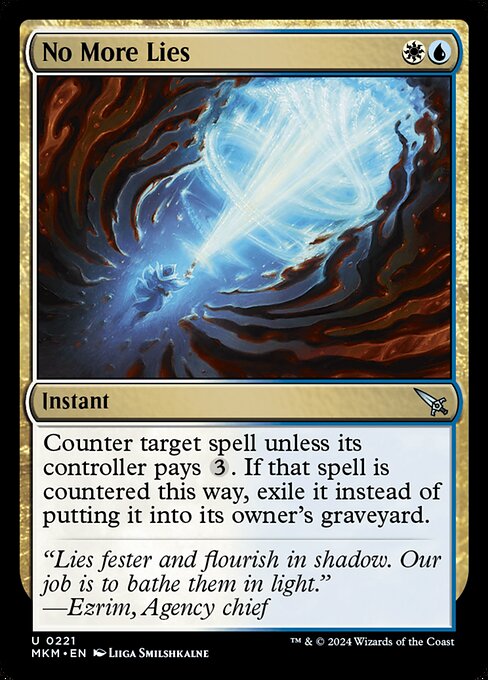 No More Lies
Instant
Counter target spell unless its
controller pays 3. If that spell is
countered this way, exile it instead of
putting it into its owner's graveyard.
“Lies fester and flourish in shadow. Our
job is to bathe them in light.”
—Ezrim, Agency chief
U 0221
MKM • EN Liiga Smilshkalne
™ & © 2024 Wizards of the Coast